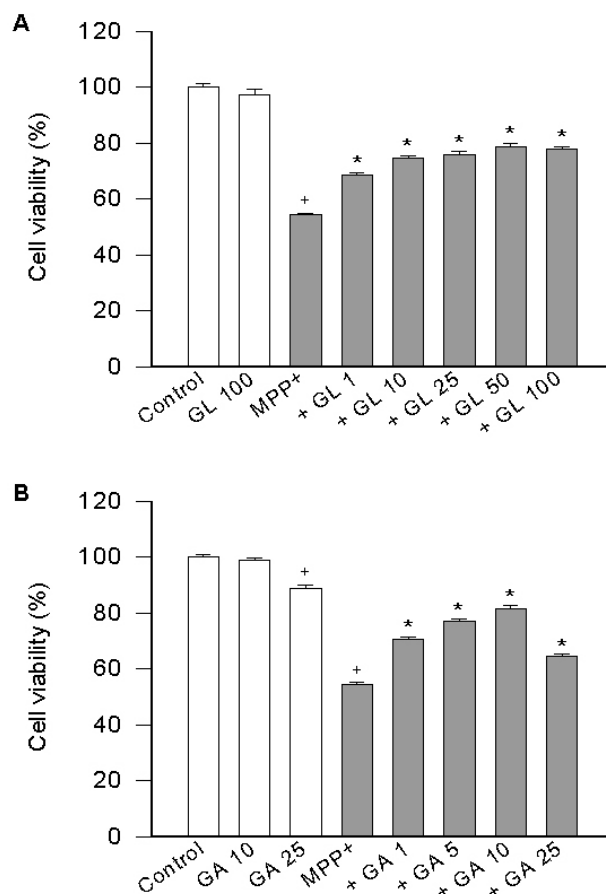 A
120
100
80
60
40
20
0
Cell viability (%)
+
*
*
*
*
*
Control
GL 100
MPP+
+ GL 1
+ GL 10
+ GL 25
+ GL 50
+ GL 100
B
120
100
80
60
40
20
0
Cell viability (%)
+
+
*
*
*
*
Control
GA 10
GA 25
MPP+
+ GA 1
+ GA 5
+ GA 10
+ GA 25